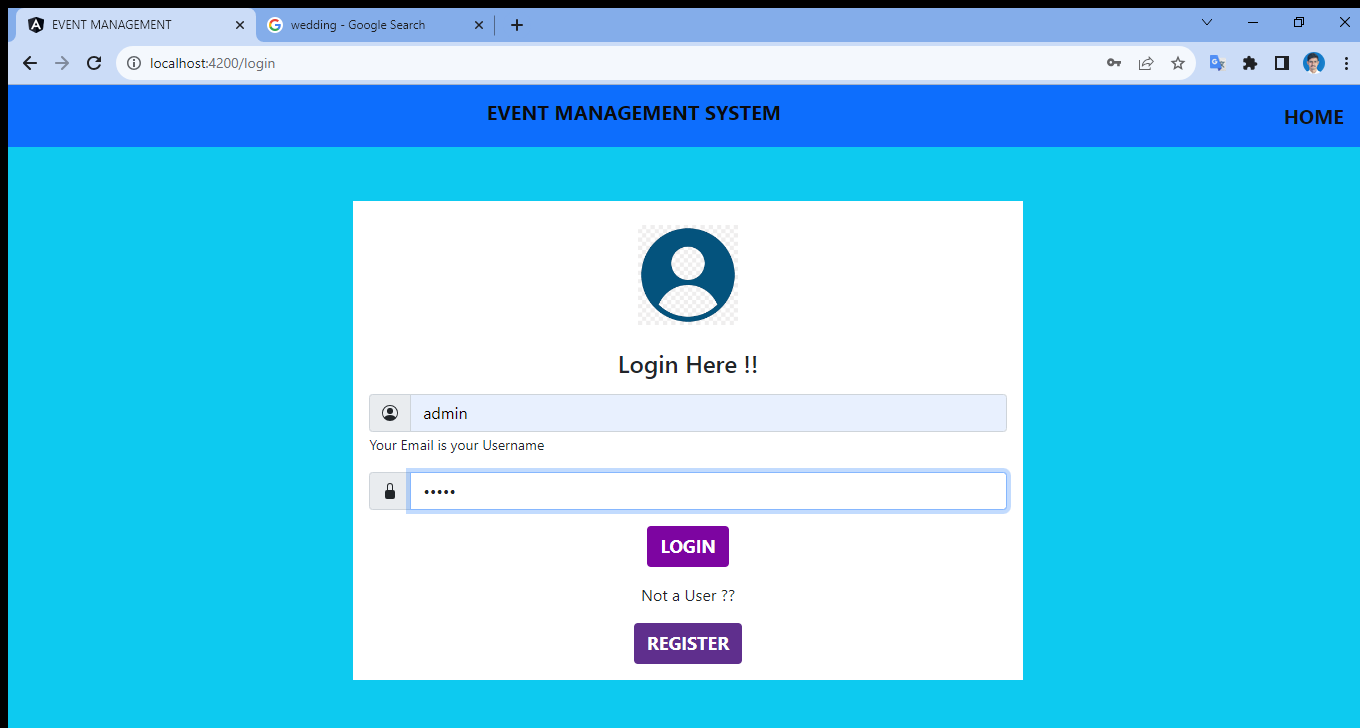 EVENT MANAGEMENT
wedding - Google Search
localhost:4200/login
EVENT MANAGEMENT SYSTEM
HOME
Login Here !!
admin
Your Email is your Username
•••••
LOGIN
Not a User ??
REGISTER